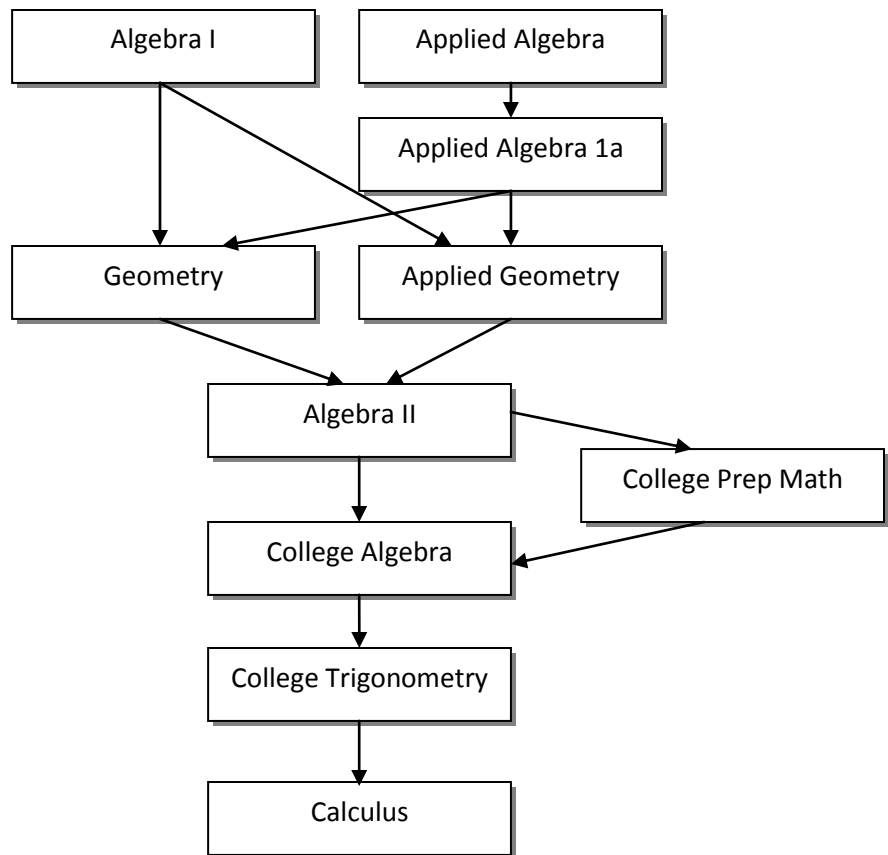 Algebra I
Applied Algebra
Applied Algebra 1a
Geometry
Applied Geometry
Algebra II
College Prep Math
College Algebra
College Trigonometry
Calculus